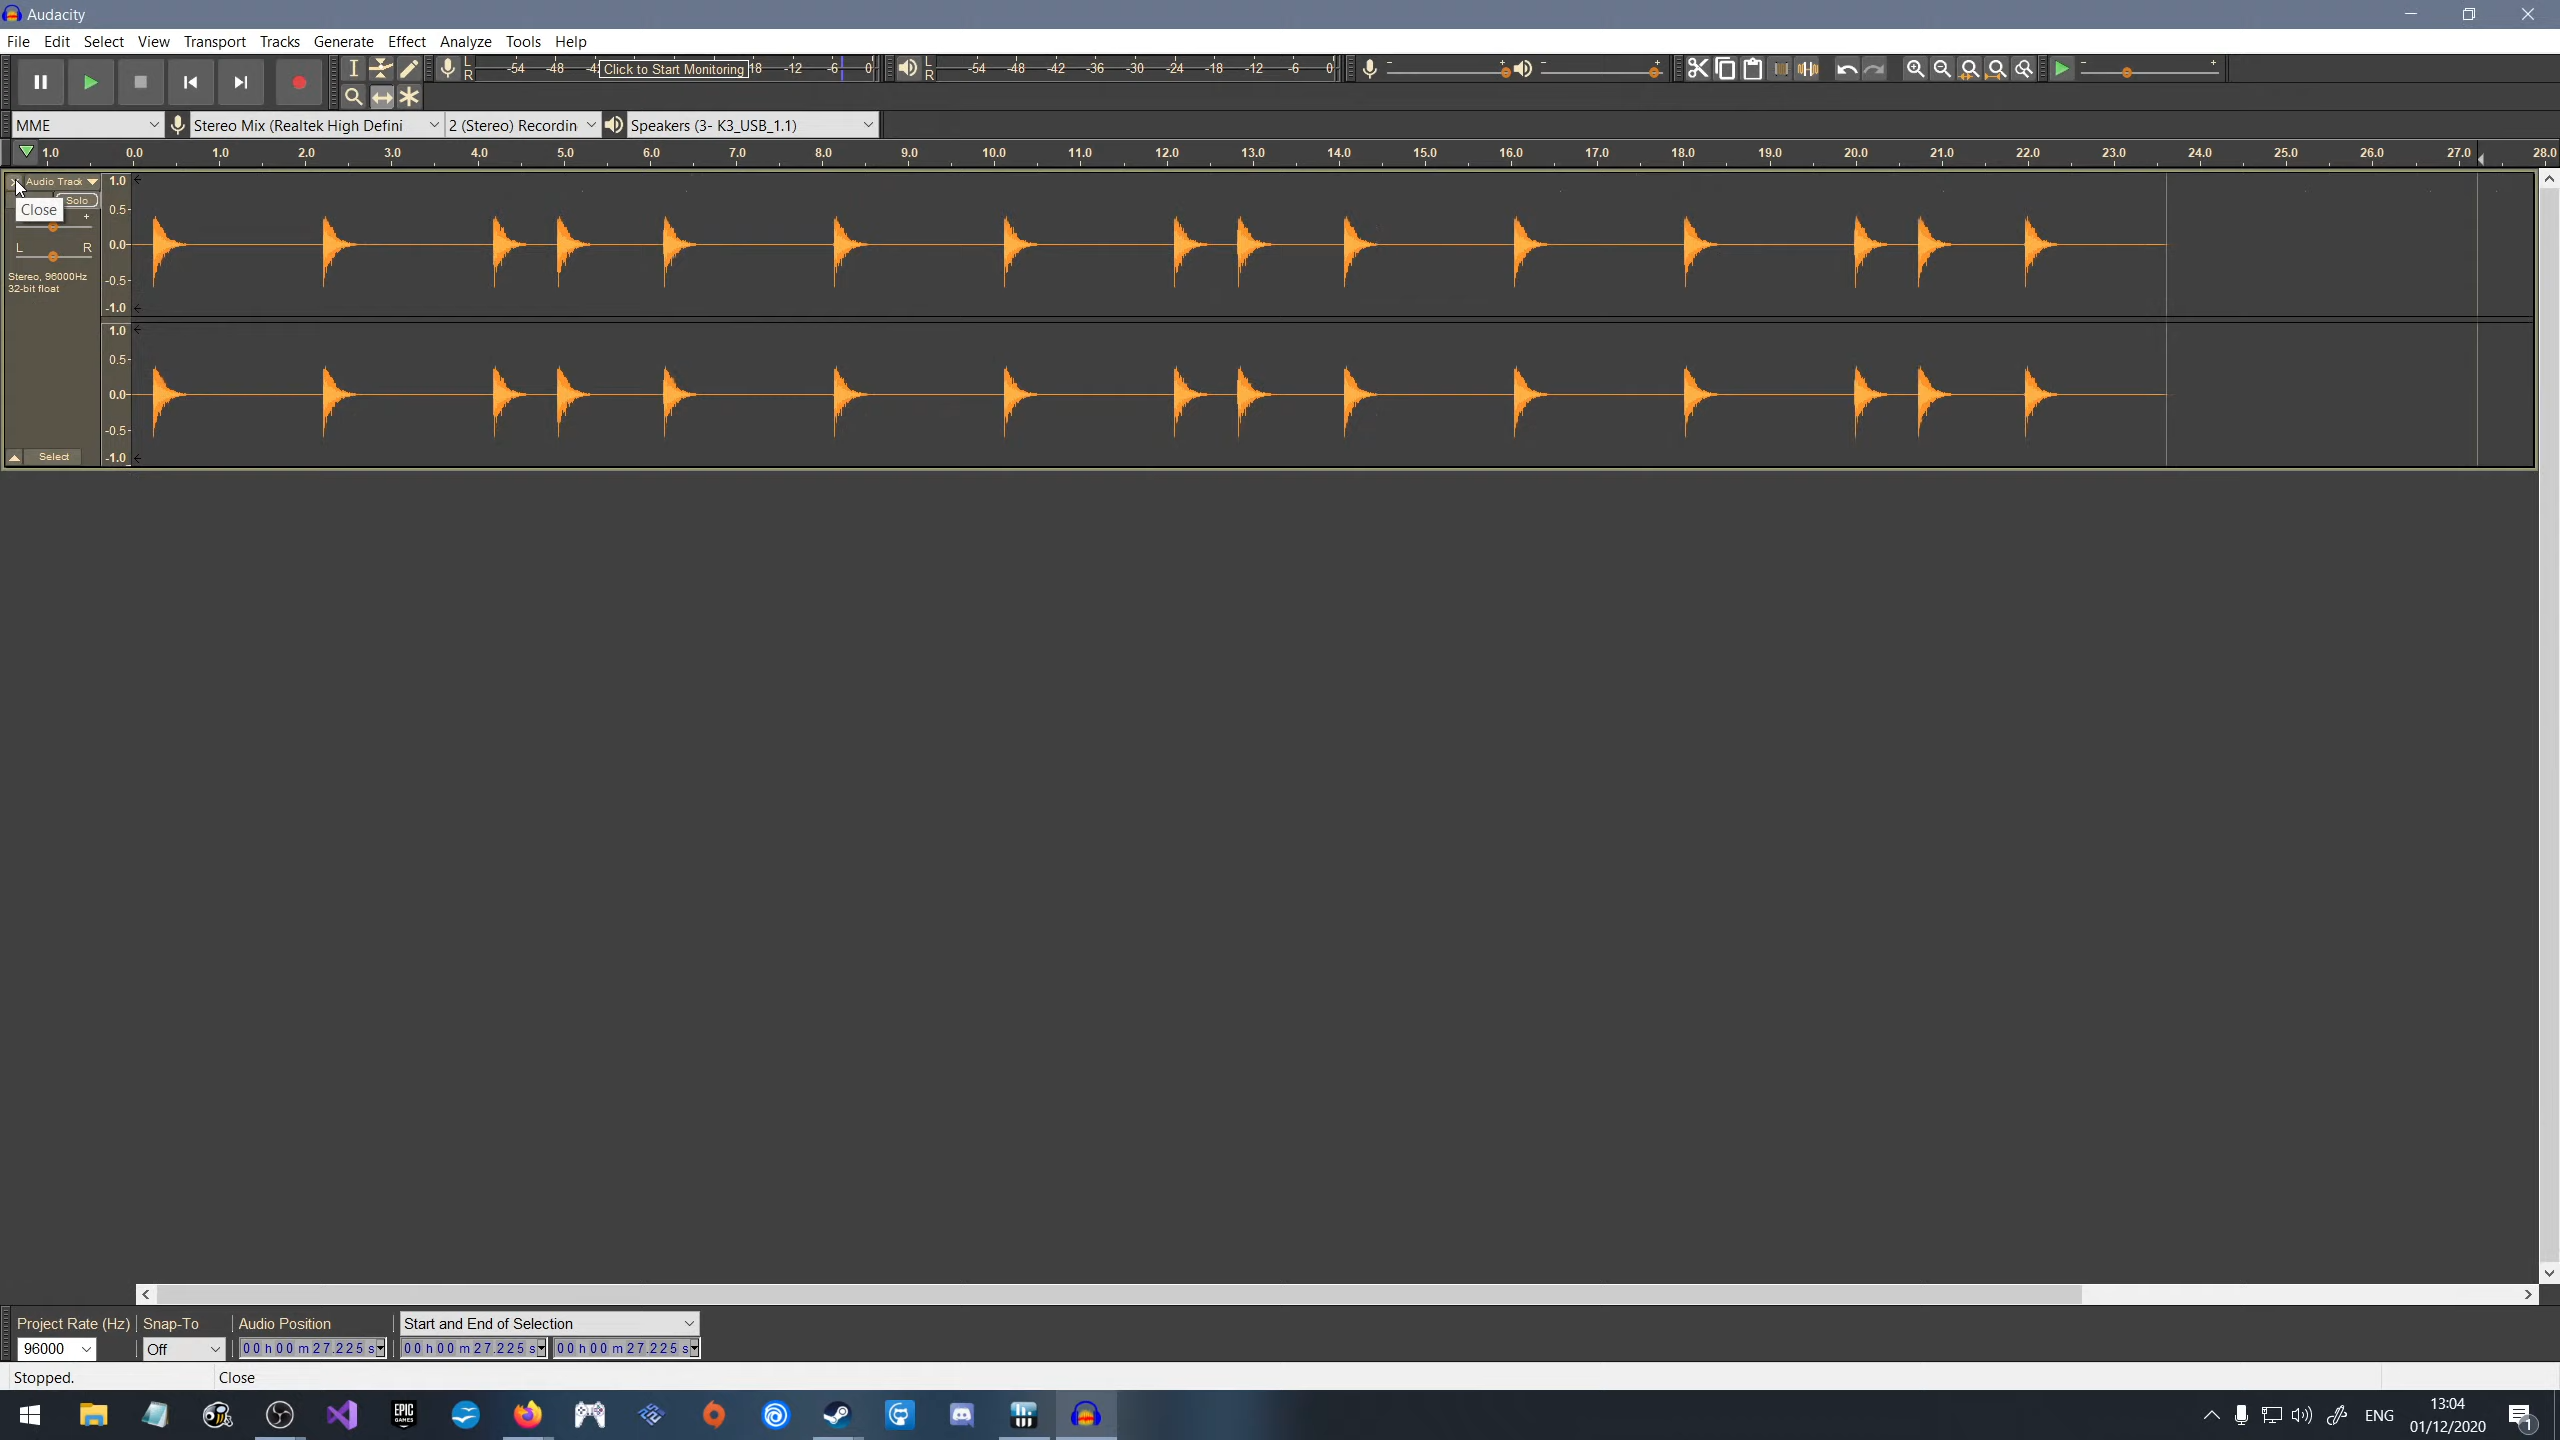 Audacity
File Edit Select View Transport Tracks Generate Effect Analyze Tools Help
L R -54 -48 -42 Click to Start Monitoring 18 -12 -6 0 L R -54 -48 -42 -36 -30 -24 -18 -12 -6 0 - + - + - +
MME Stereo Mix (Realtek High Defini 2 (Stereo) Recordin Speakers (3- K3_USB_1.1)
1.0 0.0 1.0 2.0 3.0 4.0 5.0 6.0 7.0 8.0 9.0 10.0 11.0 12.0 13.0 14.0 15.0 16.0 17.0 18.0 19.0 20.0 21.0 22.0 23.0 24.0 25.0 26.0 27.0 28.0
Audio Track 1.0
Solo
Close 0.5
+
L R 0.0
Stereo, 96000Hz -0.5
32-bit float
-1.0
1.0
0.5
0.0
-0.5
Select -1.0
Project Rate (Hz) Snap-To Audio Position Start and End of Selection
96000 Off 00 h 00 m 27.225 s 00 h 00 m 27.225 s 00 h 00 m 27.225 s
Stopped. Close
EPIC GAMES
ENG 13:04
01/12/2020 1